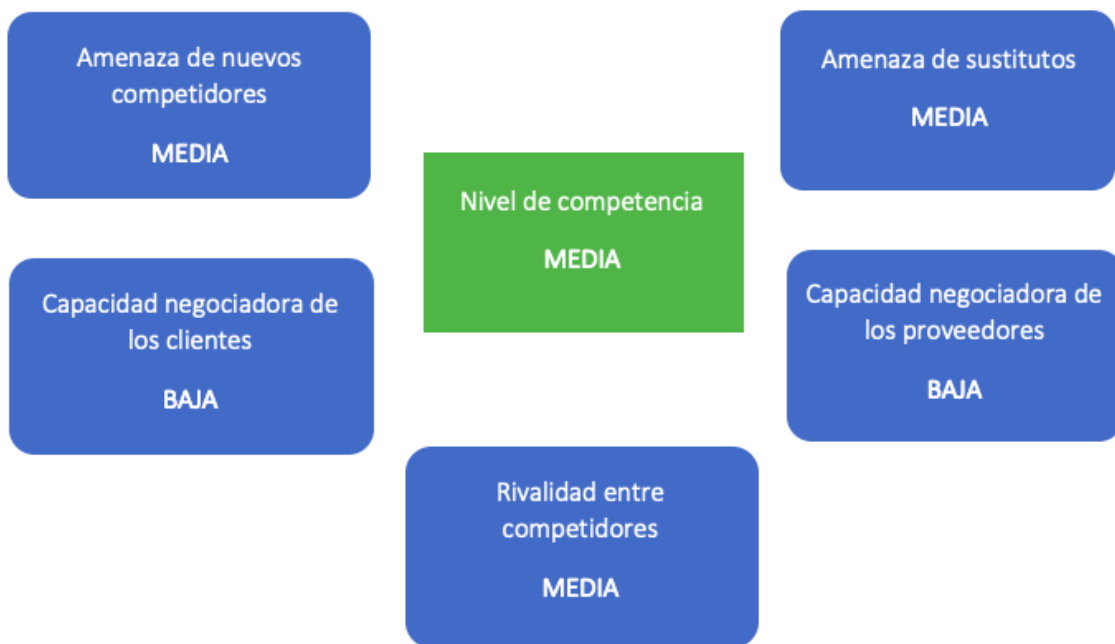 Amenaza de nuevos
competidores
MEDIA
Amenaza de sustitutos
MEDIA
Nivel de competencia
MEDIA
Capacidad negociadora de
los clientes
BAJA
Capacidad negociadora de
los proveedores
BAJA
Rivalidad entre
competidores
MEDIA